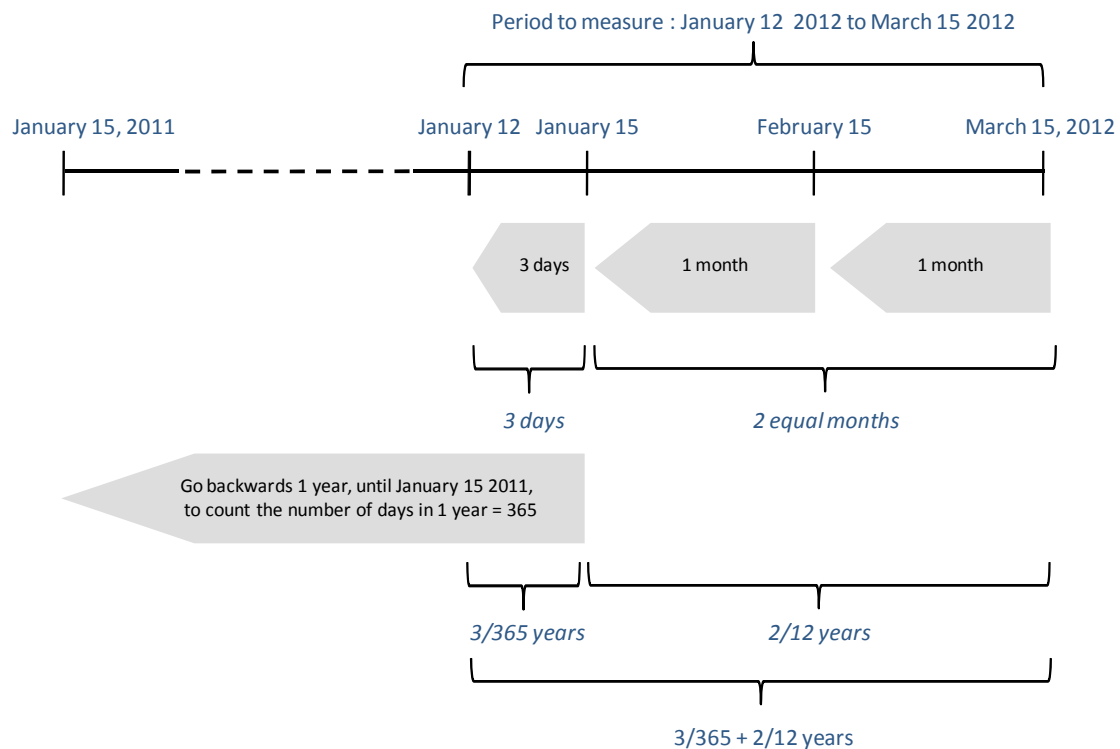 Period to measure : January 12 2012 to March 15 2012
January 15, 2011
January 12
January 15
February 15
March 15, 2012
3 days
1 month
1 month
3 days
2 equal months
Go backwards 1 year, until January 15 2011,
to count the number of days in 1 year = 365
3/365 years
2/12 years
3/365 + 2/12 years